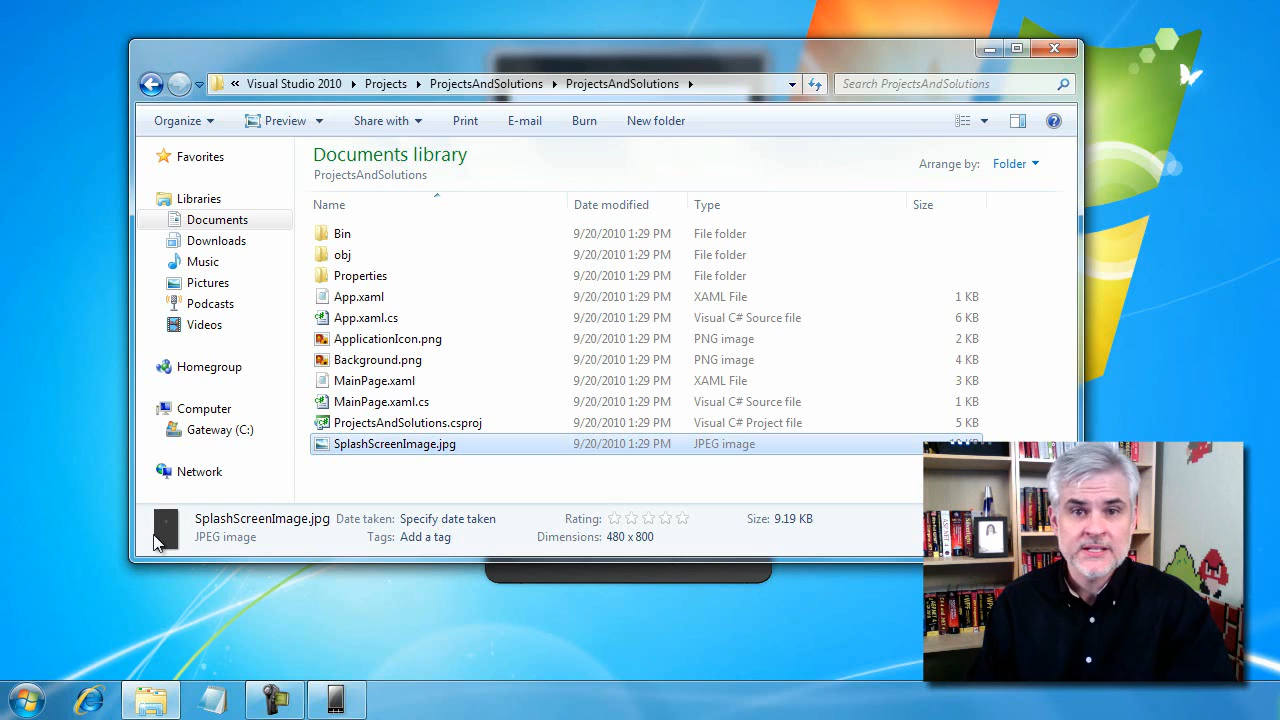 « Visual Studio 2010 ▸ Projects ▸ ProjectsAndSolutions ▸ ProjectsAndSolutions ▸
Search ProjectsAndSolutions
Organize Preview Share with Print E-mail Burn New folder
Favorites
Libraries
Documents
Downloads
Music
Pictures
Podcasts
Videos
Homegroup
Computer
Gateway (C:)
Network
Documents library
ProjectsAndSolutions
Arrange by: Folder
Name Date modified Type Size
Bin 9/20/2010 1:29 PM File folder
obj 9/20/2010 1:29 PM File folder
Properties 9/20/2010 1:29 PM File folder
App.xaml 9/20/2010 1:29 PM XAML File 1 KB
App.xaml.cs 9/20/2010 1:29 PM Visual C# Source file 6 KB
ApplicationIcon.png 9/20/2010 1:29 PM PNG image 2 KB
Background.png 9/20/2010 1:29 PM PNG image 4 KB
MainPage.xaml 9/20/2010 1:29 PM XAML File 3 KB
MainPage.xaml.cs 9/20/2010 1:29 PM Visual C# Source file 1 KB
ProjectsAndSolutions.csproj 9/20/2010 1:29 PM Visual C# Project file 5 KB
SplashScreenImage.jpg 9/20/2010 1:29 PM JPEG image
SplashScreenImage.jpg Date taken: Specify date taken Rating: Size: 9.19 KB
JPEG image Tags: Add a tag Dimensions: 480 x 800